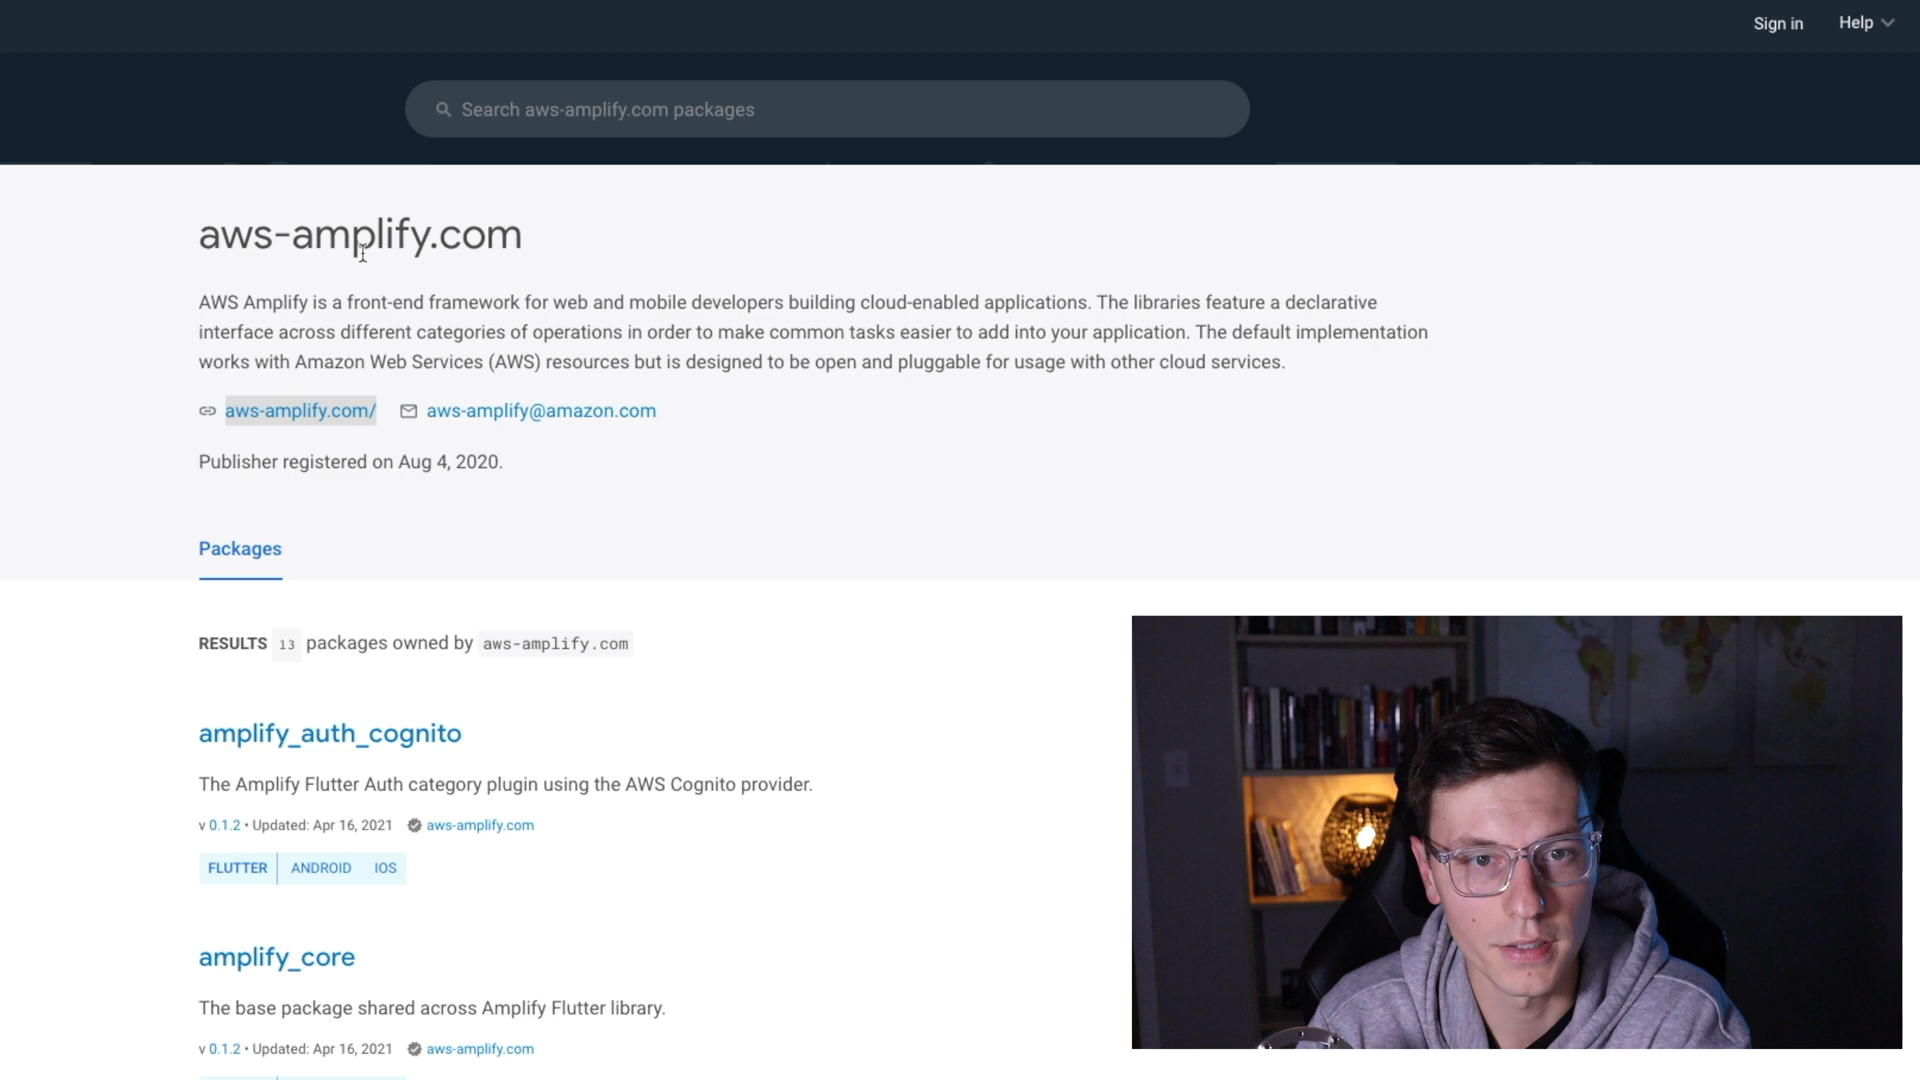 Sign in
Help
Search aws-amplify.com packages
aws-amplify.com
AWS Amplify is a front-end framework for web and mobile developers building cloud-enabled applications. The libraries feature a declarative
interface across different categories of operations in order to make common tasks easier to add into your application. The default implementation
works with Amazon Web Services (AWS) resources but is designed to be open and pluggable for usage with other cloud services.
aws-amplify.com/ aws-amplify@amazon.com
Publisher registered on Aug 4, 2020.
Packages
RESULTS 13 packages owned by aws-amplify.com
amplify_auth_cognito
The Amplify Flutter Auth category plugin using the AWS Cognito provider.
v 0.1.2 • Updated: Apr 16, 2021 aws-amplify.com
FLUTTER ANDROID IOS
amplify_core
The base package shared across Amplify Flutter library.
v 0.1.2 • Updated: Apr 16, 2021 aws-amplify.com